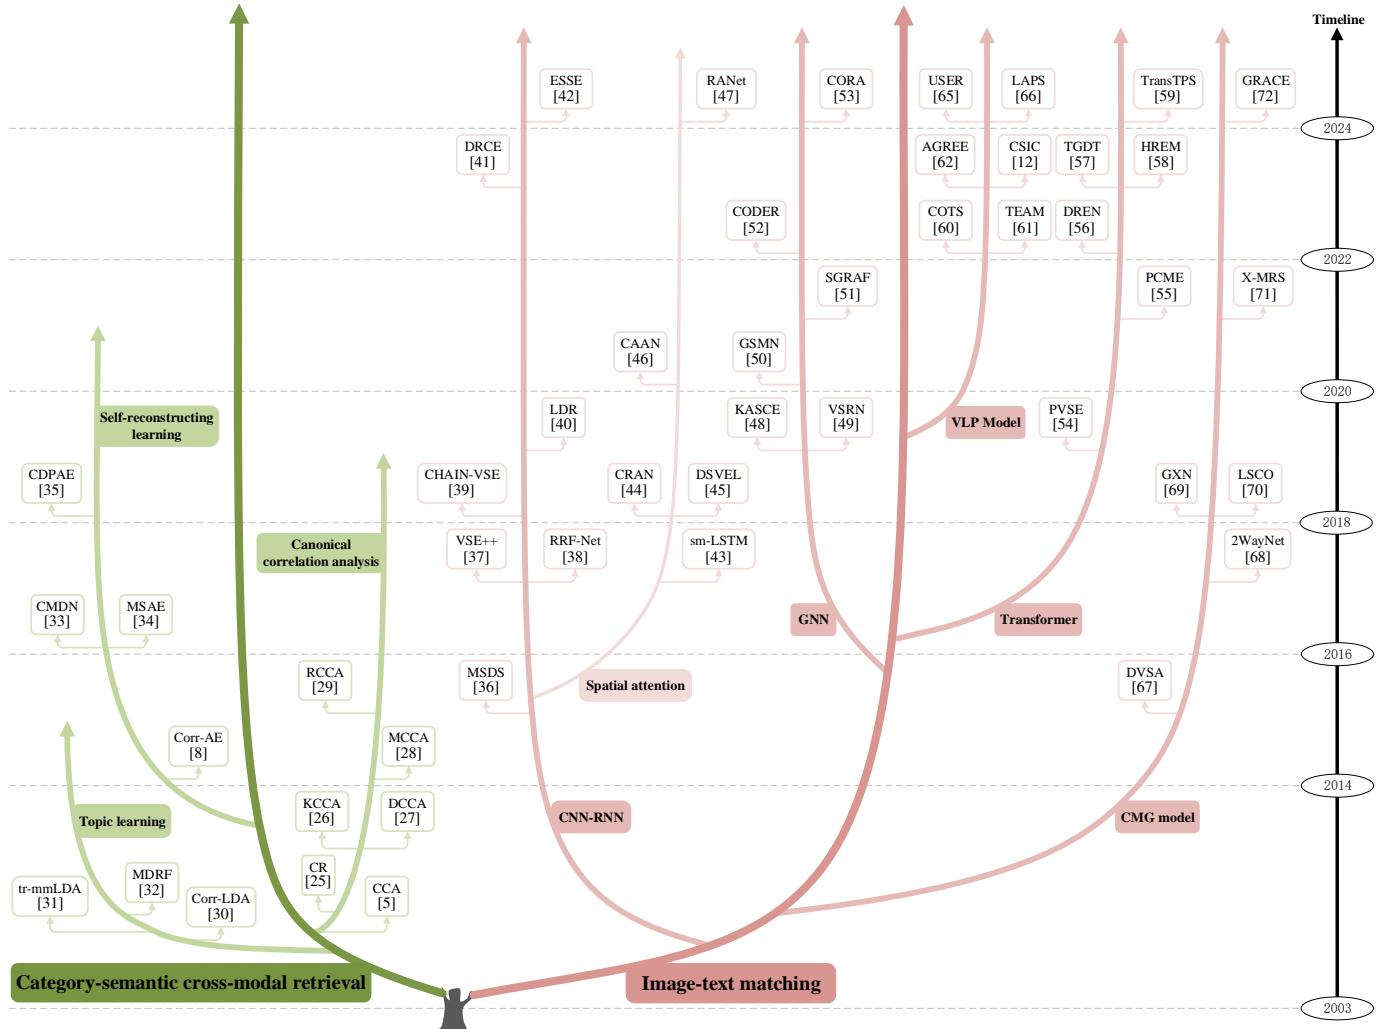 Timeline
ESSE
[42]
RANet
[47]
CORA
[53]
USER
[65]
LAPS
[66]
TransTPS
[59]
GRACE
[72]
2024
DRCE
[41]
AGREE
[62]
CSIC
[12]
TGDT
[57]
HREM
[58]
CODER
[52]
COTS
[60]
TEAM
[61]
DREN
[56]
2022
SGRAF
[51]
PCME
[55]
X-MRS
[71]
CAAN
[46]
GSMN
[50]
2020
Self-reconstructing
learning
LDR
[40]
KASCE
[48]
VSRN
[49]
VLP Model
PVSE
[54]
CDPAE
[35]
CHAIN-VSE
[39]
CRAN
[44]
DSVEL
[45]
GXN
[69]
LSCO
[70]
2018
Canonical
correlation analysis
VSE++
[37]
RRF-Net
[38]
sm-LSTM
[43]
2WayNet
[68]
CMDN
[33]
MSAE
[34]
GNN
Transformer
2016
RCCA
[29]
MSDS
[36]
Spatial attention
DVSA
[67]
Corr-AE
[8]
MCCA
[28]
2014
Topic learning
KCCA
[26]
DCCA
[27]
CNN-RNN
CMG model
tr-mmLDA
[31]
MDRF
[32]
Corr-LDA
[30]
CR
[25]
CCA
[5]
Category-semantic cross-modal retrieval
Image-text matching
2003